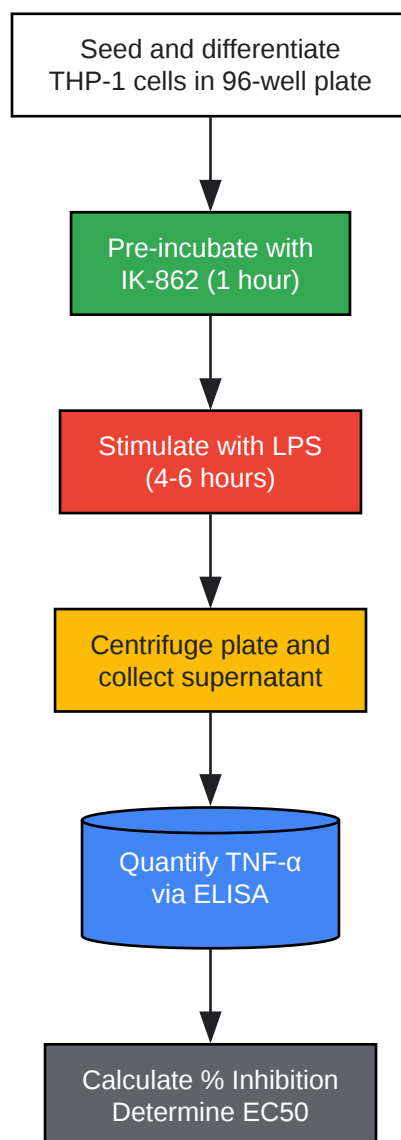 Seed and differentiate
THP-1 cells in 96-well plate
Pre-incubate with
IK-862 (1 hour)
Stimulate with LPS
(4-6 hours)
Centrifuge plate and
collect supernatant
Quantify TNF-α
via ELISA
Calculate % Inhibition
Determine EC50